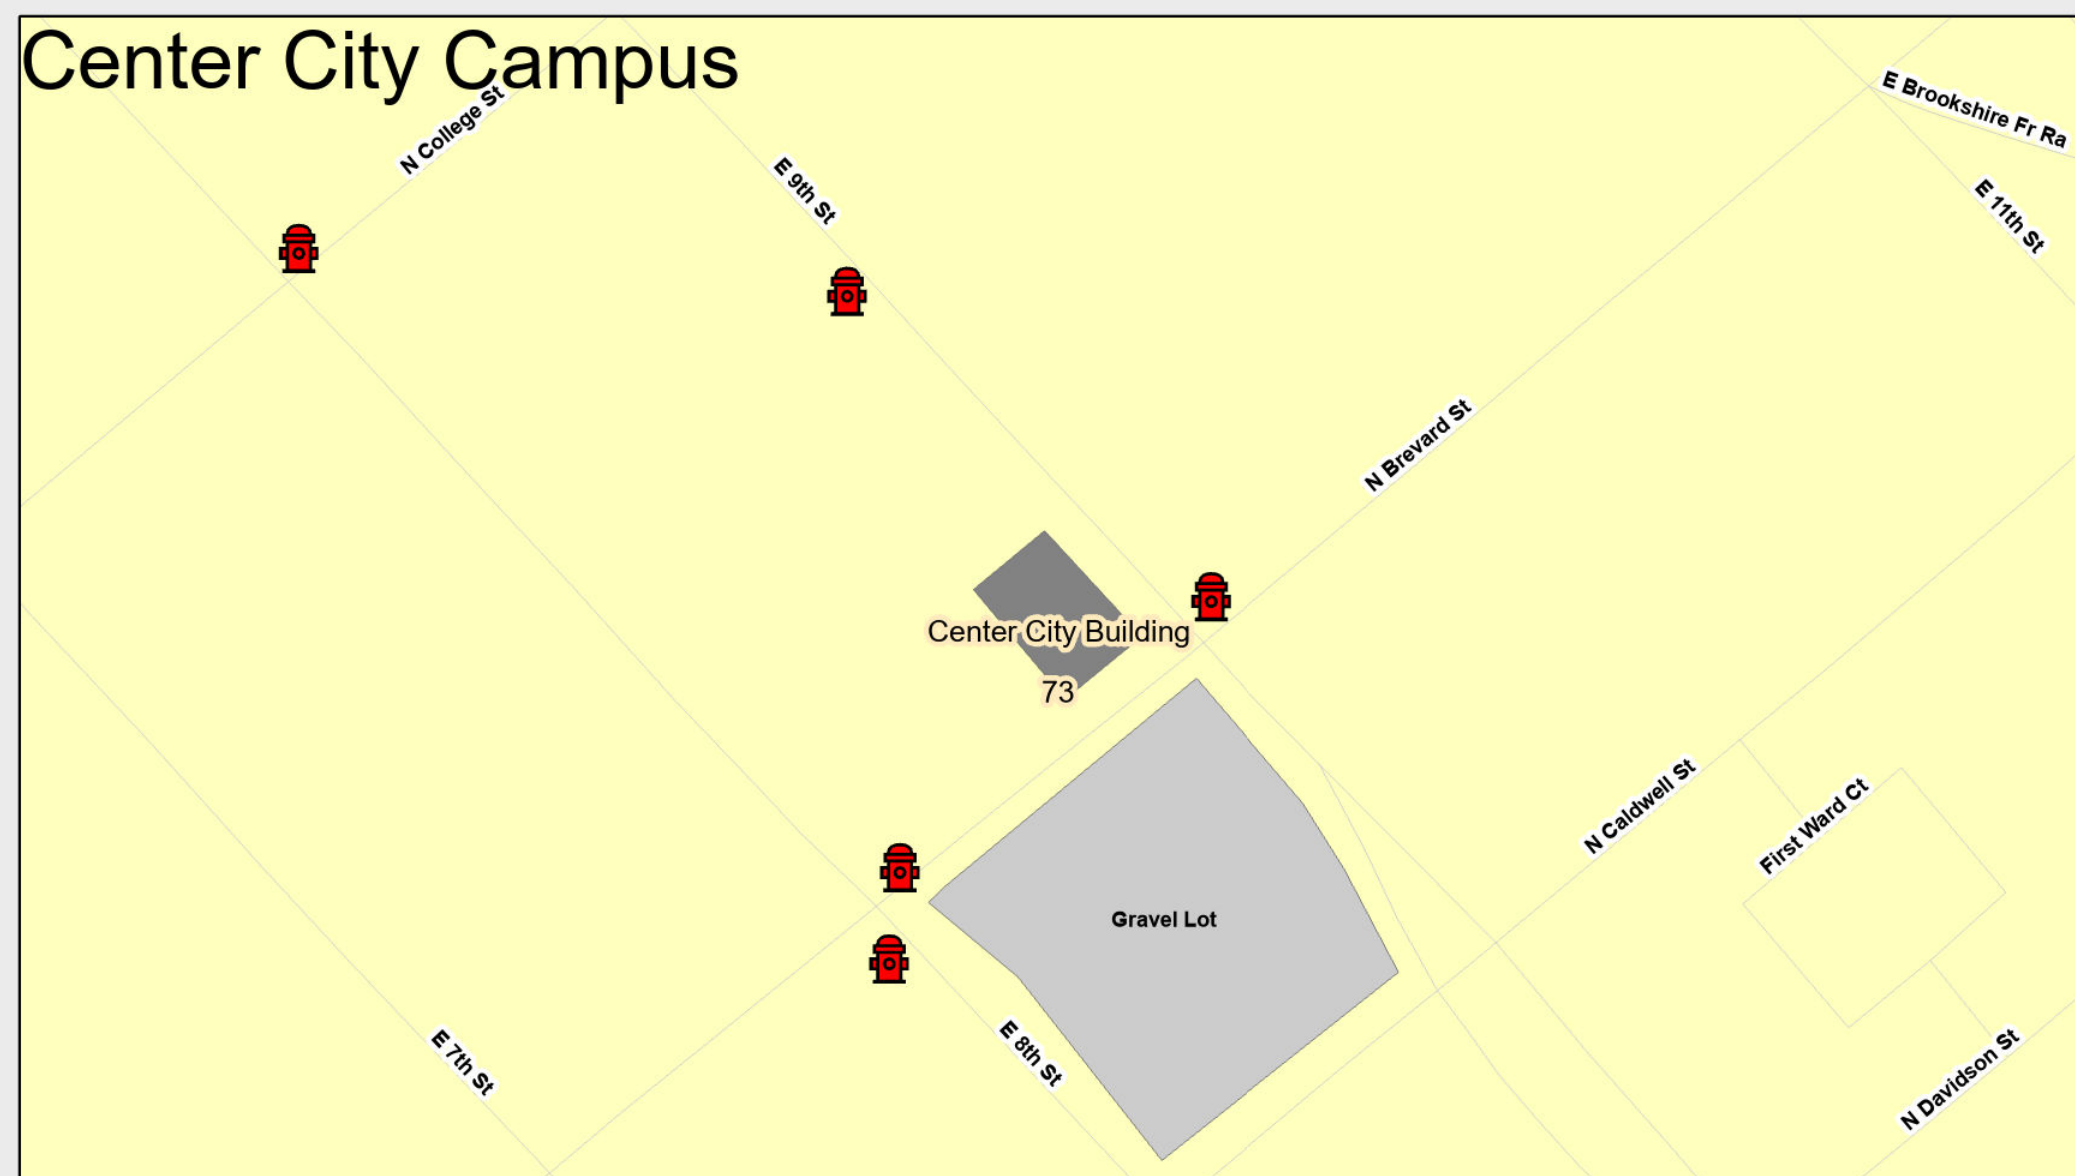 Center City Campus
N College St
E 9th St
E Brookshire Fr Ra
E 11th St
N Brevard St
Center City Building
73
N Caldwell St
First Ward Ct
Gravel Lot
E 7th St
E 8th St
N Davidson St